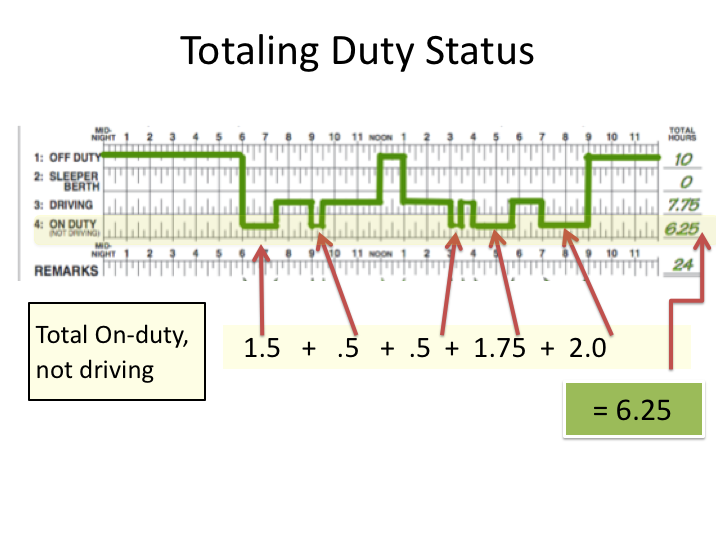 Totaling Duty Status
MID-
NIGHT 1 2 3 4 5 6 7 8 9 10 11 NOON 1 2 3 4 5 6 7 8 9 10 11
TOTAL
HOURS
1: OFF DUTY 10
2: SLEEPER
BERTH 0
3: DRIVING 7.75
4: ON DUTY
(NOT DRIVING) 6.25
MID-
NIGHT 1 2 3 4 5 6 7 8 9 10 11 NOON 1 2 3 4 5 6 7 8 9 10 11
REMARKS 24
Total On-duty,
not driving
1.5 + .5 + .5 + 1.75 + 2.0
= 6.25